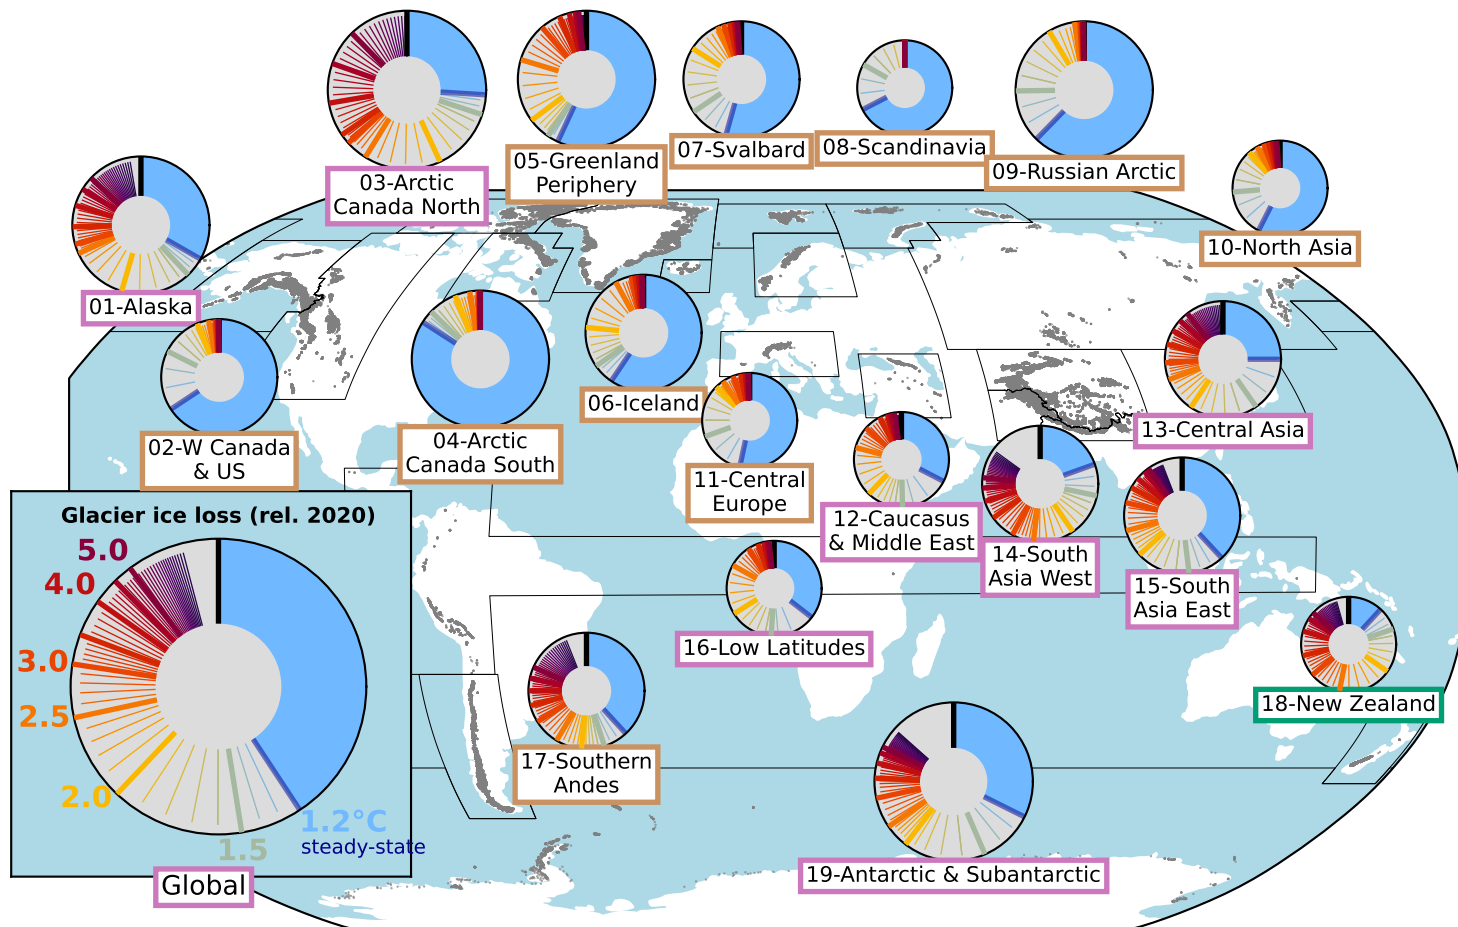 03-Arctic
Canada North
05-Greenland
Periphery
07-Svalbard
08-Scandinavia
09-Russian Arctic
10-North Asia
01-Alaska
02-W Canada
& US
04-Arctic
Canada South
06-Iceland
11-Central
Europe
12-Caucasus
& Middle East
13-Central Asia
14-South
Asia West
15-South
Asia East
16-Low Latitudes
17-Southern
Andes
18-New Zealand
19-Antarctic & Subantarctic
Glacier ice loss (rel. 2020)
5.0
4.0
3.0
2.5
2.0
1.5
1.2°C
steady-state
Global